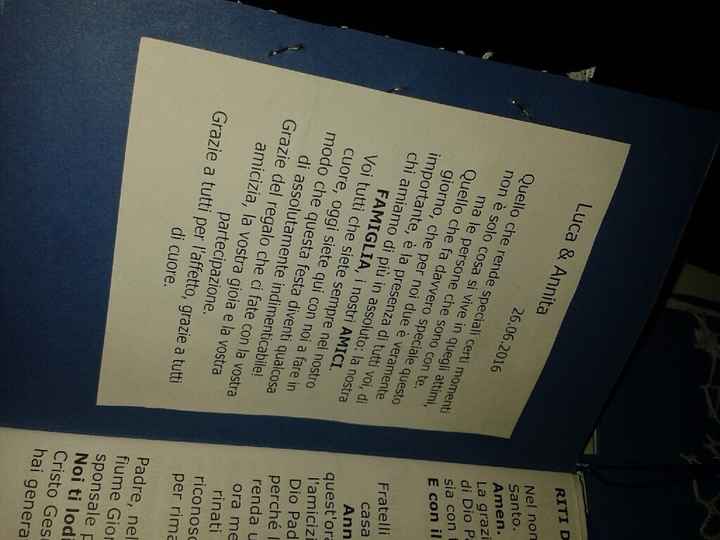 Luca & Annita
26.06.2016
Quello che rende speciali certi momenti
non è solo cosa si vive in quegli attimi,
ma le persone che sono con te.
Quello che fa davvero speciale questo
giorno, che per noi due è veramente
importante, è la presenza di tutti voi, di
chi amiamo di più in assoluto: la nostra
FAMIGLIA, i nostri AMICI.
Voi tutti che siete sempre nel nostro
cuore, oggi siete qui con noi a fare in
modo che questa festa diventi qualcosa
di assolutamente indimenticabile!
Grazie del regalo che ci fate con la vostra
amicizia, la vostra gioia e la vostra
partecipazione.
Grazie a tutti per l'affetto, grazie a tutti
di cuore.
RITI D
Nel non
Santo.
Amen.
La grazi
di Dio P
sia con
E con il
Fratelli
casa
Ann
quest'ora
l'amicizi
Dio Pad
perché
renda u
ora me
rinati
riconos
per rima
Padre, ne
fiume Gior
sponsale p
Noi ti lodi
Cristo Ges
hai genera